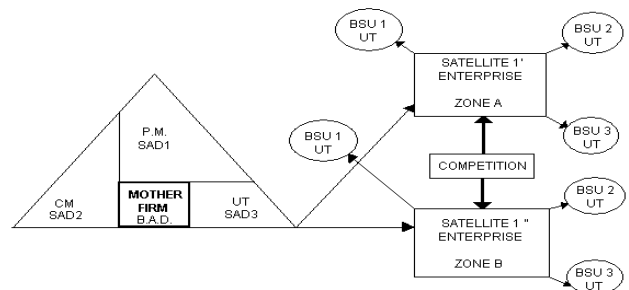 P.M.
SAD1
CM
SAD2
MOTHER
FIRM
B.A.D.
UT
SAD3
BSU 1
UT
BSU 2
UT
SATELLITE 1'
ENTERPRISE
ZONE A
BSU 3
UT
BSU 1
UT
COMPETITION
BSU 2
UT
SATELLITE 1 "
ENTERPRISE
ZONE B
BSU 3
UT